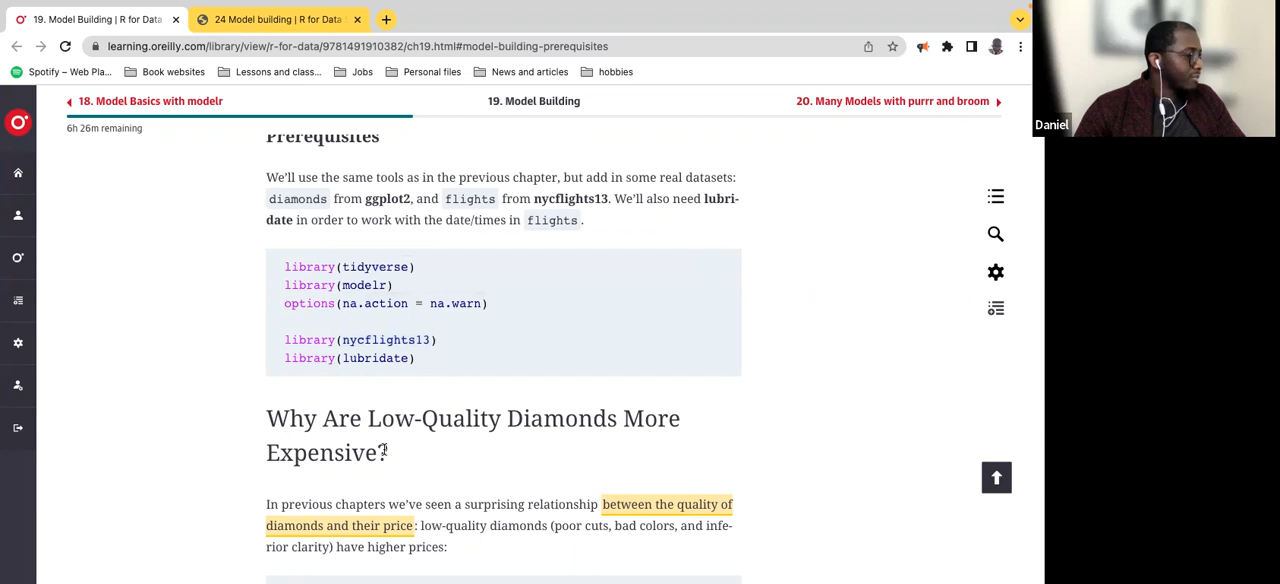 19. Model Building | R for Data
24 Model building | R for Data
learning.oreilly.com/library/view/r-for-data/9781491910382/ch19.html#model-building-prerequisites
Spotify – Web Pla...
Book websites
Lessons and class...
Jobs
Personal files
News and articles
hobbies
18. Model Basics with modelr
19. Model Building
20. Many Models with purrr and broom
6h 26m remaining
Daniel
Prerequisites
We’ll use the same tools as in the previous chapter, but add in some real datasets:
diamonds from ggplot2, and flights from nycflights13. We’ll also need lubri-
date in order to work with the date/times in flights.
library(tidyverse)
library(modelr)
options(na.action = na.warn)
library(nycflights13)
library(lubridate)
Why Are Low-Quality Diamonds More
Expensive?
In previous chapters we’ve seen a surprising relationship between the quality of
diamonds and their price: low-quality diamonds (poor cuts, bad colors, and infe-
rior clarity) have higher prices: